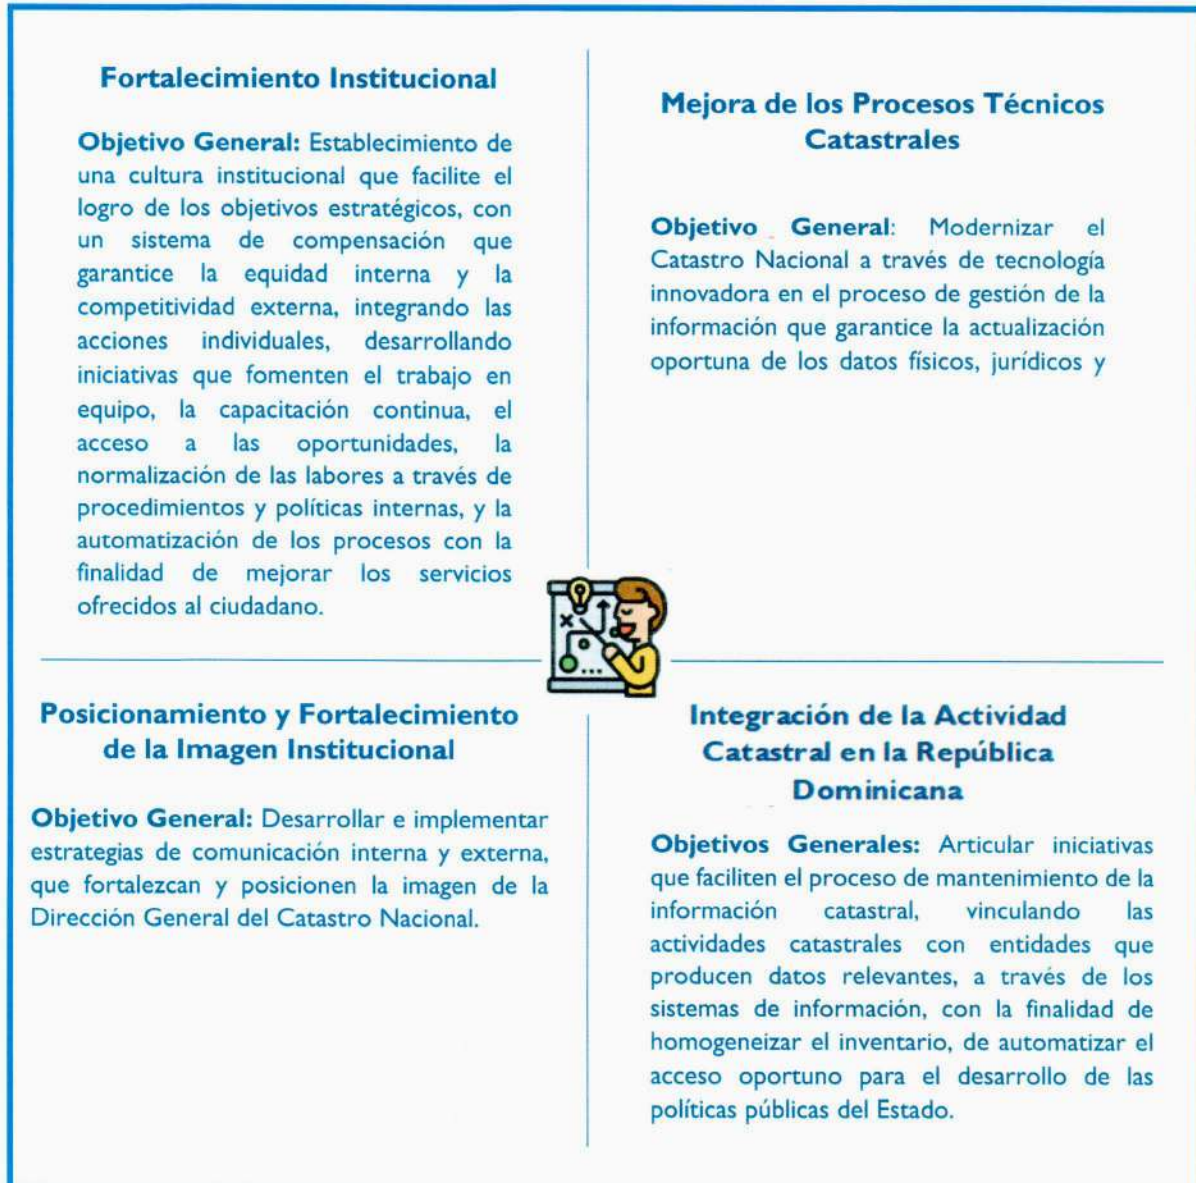 Fortalecimiento Institucional
Objetivo General: Establecimiento de
una cultura institucional que facilite el
logro de los objetivos estratégicos, con
un sistema de compensación que
garantice la equidad interna y la
competitividad externa, integrando las
acciones individuales, desarrollando
iniciativas que fomenten el trabajo en
equipo, la capacitación continua, el
acceso a las oportunidades, la
normalización de las labores a través de
procedimientos y políticas internas, y la
automatización de los procesos con la
finalidad de mejorar los servicios
ofrecidos al ciudadano.
Mejora de los Procesos Técnicos
Catastrales
Objetivo General: Modernizar el
Catastro Nacional a través de tecnología
innovadora en el proceso de gestión de la
información que garantice la actualización
oportuna de los datos físicos, jurídicos y
Posicionamiento y Fortalecimiento
de la Imagen Institucional
Objetivo General: Desarrollar e implementar
estrategias de comunicación interna y externa,
que fortalezcan y posicionen la imagen de la
Dirección General del Catastro Nacional.
Integración de la Actividad
Catastral en la República
Dominicana
Objetivos Generales: Articular iniciativas
que faciliten el proceso de mantenimiento de la
información catastral, vinculando las
actividades catastrales con entidades que
producen datos relevantes, a través de los
sistemas de información, con la finalidad de
homogeneizar el inventario, de automatizar el
acceso oportuno para el desarrollo de las
políticas públicas del Estado.